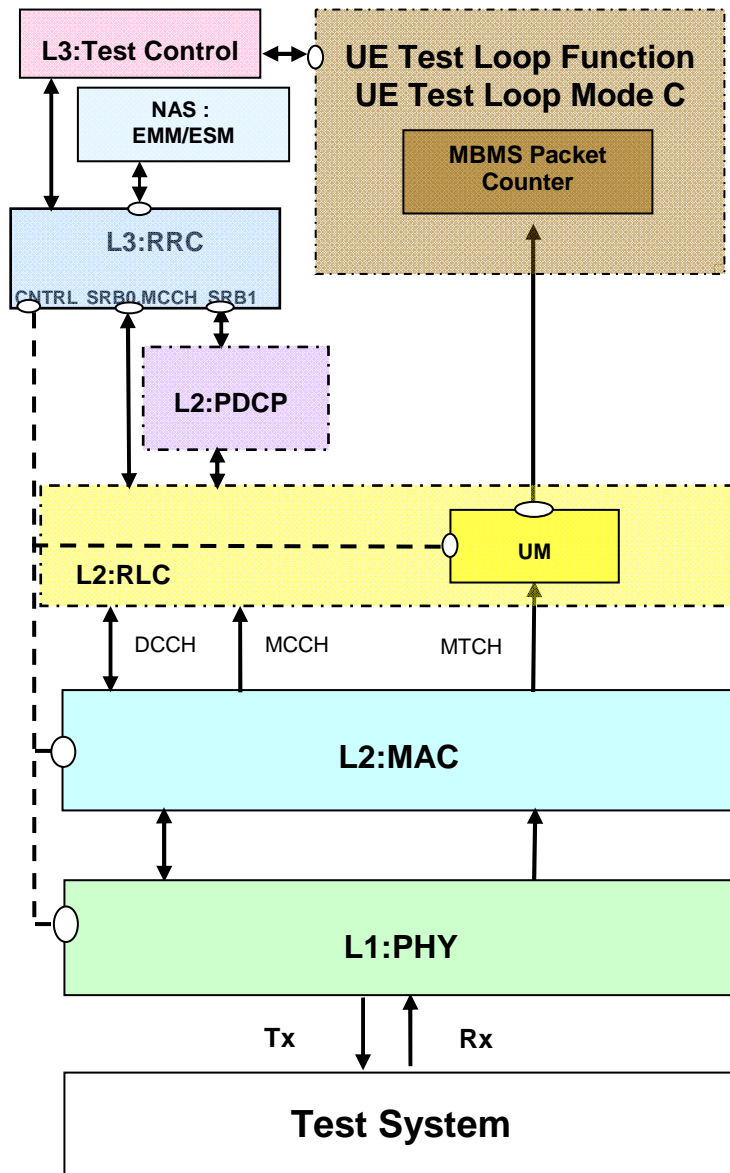 L3:Test Control
UE Test Loop Function
UE Test Loop Mode C
NAS :
EMM/ESM
MBMS Packet
Counter
L3:RRC
CNTRL SRB0,MCCH SRB1
L2:PDCP
UM
L2:RLC
DCCH
MCCH
MTCH
L2:MAC
L1:PHY
Tx
Rx
Test System